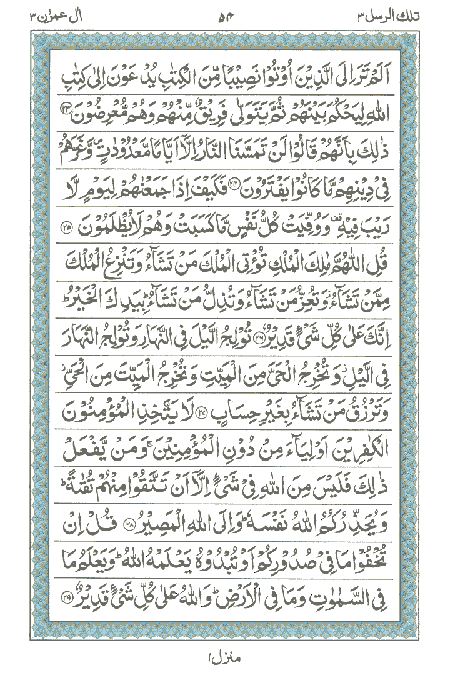 تلك الرسل ٣ ٥٤ اٰل عمرٰن ٣
اَلَمْ تَرَ اِلَى الَّذِيْنَ اُوْتُوْا نَصِيْبًا مِّنَ الْكِتٰبِ يُدْعَوْنَ اِلٰى كِتٰبِ
اللّٰهِ لِيَحْكُمَ بَيْنَهُمْ ثُمَّ يَتَوَلّٰى فَرِيْقٌ مِّنْهُمْ وَهُمْ مُّعْرِضُوْنَ ۝٢٣
ذٰلِكَ بِاَنَّهُمْ قَالُوْا لَنْ تَمَسَّنَا النَّارُ اِلَّاۤ اَيَّامًا مَّعْدُوْدٰتٍ ۪ وَّغَرَّهُمْ
فِيْ دِيْنِهِمْ مَّا كَانُوْا يَفْتَرُوْنَ ۝٢٤ فَكَيْفَ اِذَا جَمَعْنٰهُمْ لِيَوْمٍ لَّا
رَيْبَ فِيْهِ ۣ وَوُفِّيَتْ كُلُّ نَفْسٍ مَّا كَسَبَتْ وَهُمْ لَا يُظْلَمُوْنَ ۝٢٥
قُلِ اللّٰهُمَّ مٰلِكَ الْمُلْكِ تُؤْتِي الْمُلْكَ مَنْ تَشَآءُ وَتَنْزِعُ الْمُلْكَ
مِمَّنْ تَشَآءُ ۡ وَتُعِزُّ مَنْ تَشَآءُ وَتُذِلُّ مَنْ تَشَآءُ ؕ بِيَدِكَ الْخَيْرُ ؕ
اِنَّكَ عَلٰى كُلِّ شَيْءٍ قَدِيْرٌ ۝٢٦ تُوْلِجُ الَّيْلَ فِي النَّهَارِ وَتُوْلِجُ النَّهَارَ
فِي الَّيْلِ ۡ وَتُخْرِجُ الْحَيَّ مِنَ الْمَيِّتِ وَتُخْرِجُ الْمَيِّتَ مِنَ الْحَيِّ ۡ
وَتَرْزُقُ مَنْ تَشَآءُ بِغَيْرِ حِسَابٍ ۝٢٧ لَا يَتَّخِذِ الْمُؤْمِنُوْنَ
الْكٰفِرِيْنَ اَوْلِيَآءَ مِنْ دُوْنِ الْمُؤْمِنِيْنَ ۚ وَمَنْ يَّفْعَلْ
ذٰلِكَ فَلَيْسَ مِنَ اللّٰهِ فِيْ شَيْءٍ اِلَّاۤ اَنْ تَتَّقُوْا مِنْهُمْ تُقٰىةً ؕ
وَيُحَذِّرُكُمُ اللّٰهُ نَفْسَهٗ ؕ وَاِلَى اللّٰهِ الْمَصِيْرُ ۝٢٨ قُلْ اِنْ
تُخْفُوْا مَا فِيْ صُدُوْرِكُمْ اَوْ تُبْدُوْهُ يَعْلَمْهُ اللّٰهُ ؕ وَيَعْلَمُ مَا
فِي السَّمٰوٰتِ وَمَا فِي الْاَرْضِ ؕ وَاللّٰهُ عَلٰى كُلِّ شَيْءٍ قَدِيْرٌ ۝٢٩
منزل ١